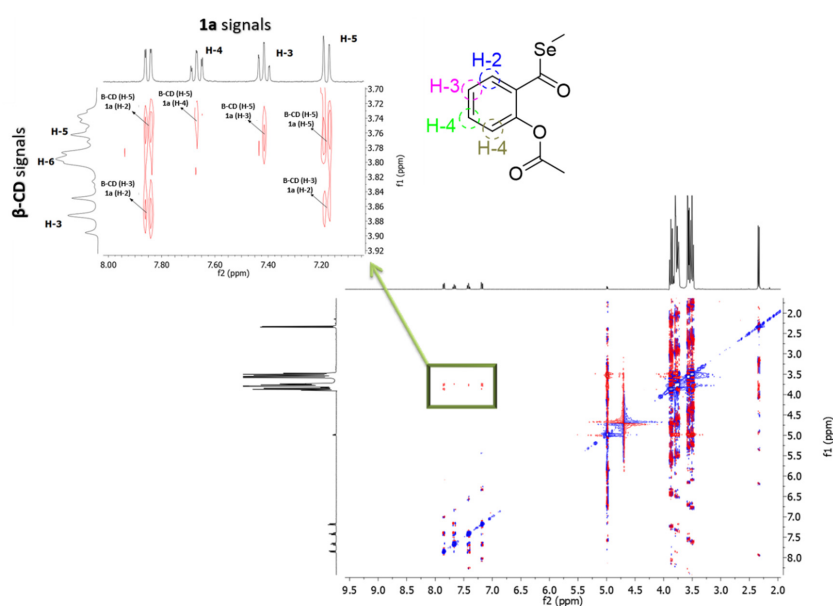 1a signals
H-4
H-3
H-5
β-CD signals
H-5
H-6
H-3
B-CD (H-5)
1a (H-2)
B-CD (H-5)
1a (H-4)
B-CD (H-5)
1a (H-3)
B-CD (H-5)
1a (H-5)
B-CD (H-3)
1a (H-2)
B-CD (H-3)
1a (H-2)
3.70
3.72
3.74
3.76
3.78
3.80
3.82
3.84
3.86
3.88
3.90
3.92
f1 (ppm)
8.00 7.80 7.60 7.40 7.20
f2 (ppm)
Se
O
H-2
H-3
H-4
H-4
O
O
2.0
2.5
3.0
3.5
4.0
4.5
5.0
5.5
6.0
6.5
7.0
7.5
8.0
f1 (ppm)
9.5 9.0 8.5 8.0 7.5 7.0 6.5 6.0 5.5 5.0 4.5 4.0 3.5 3.0 2.5 2.0
f2 (ppm)